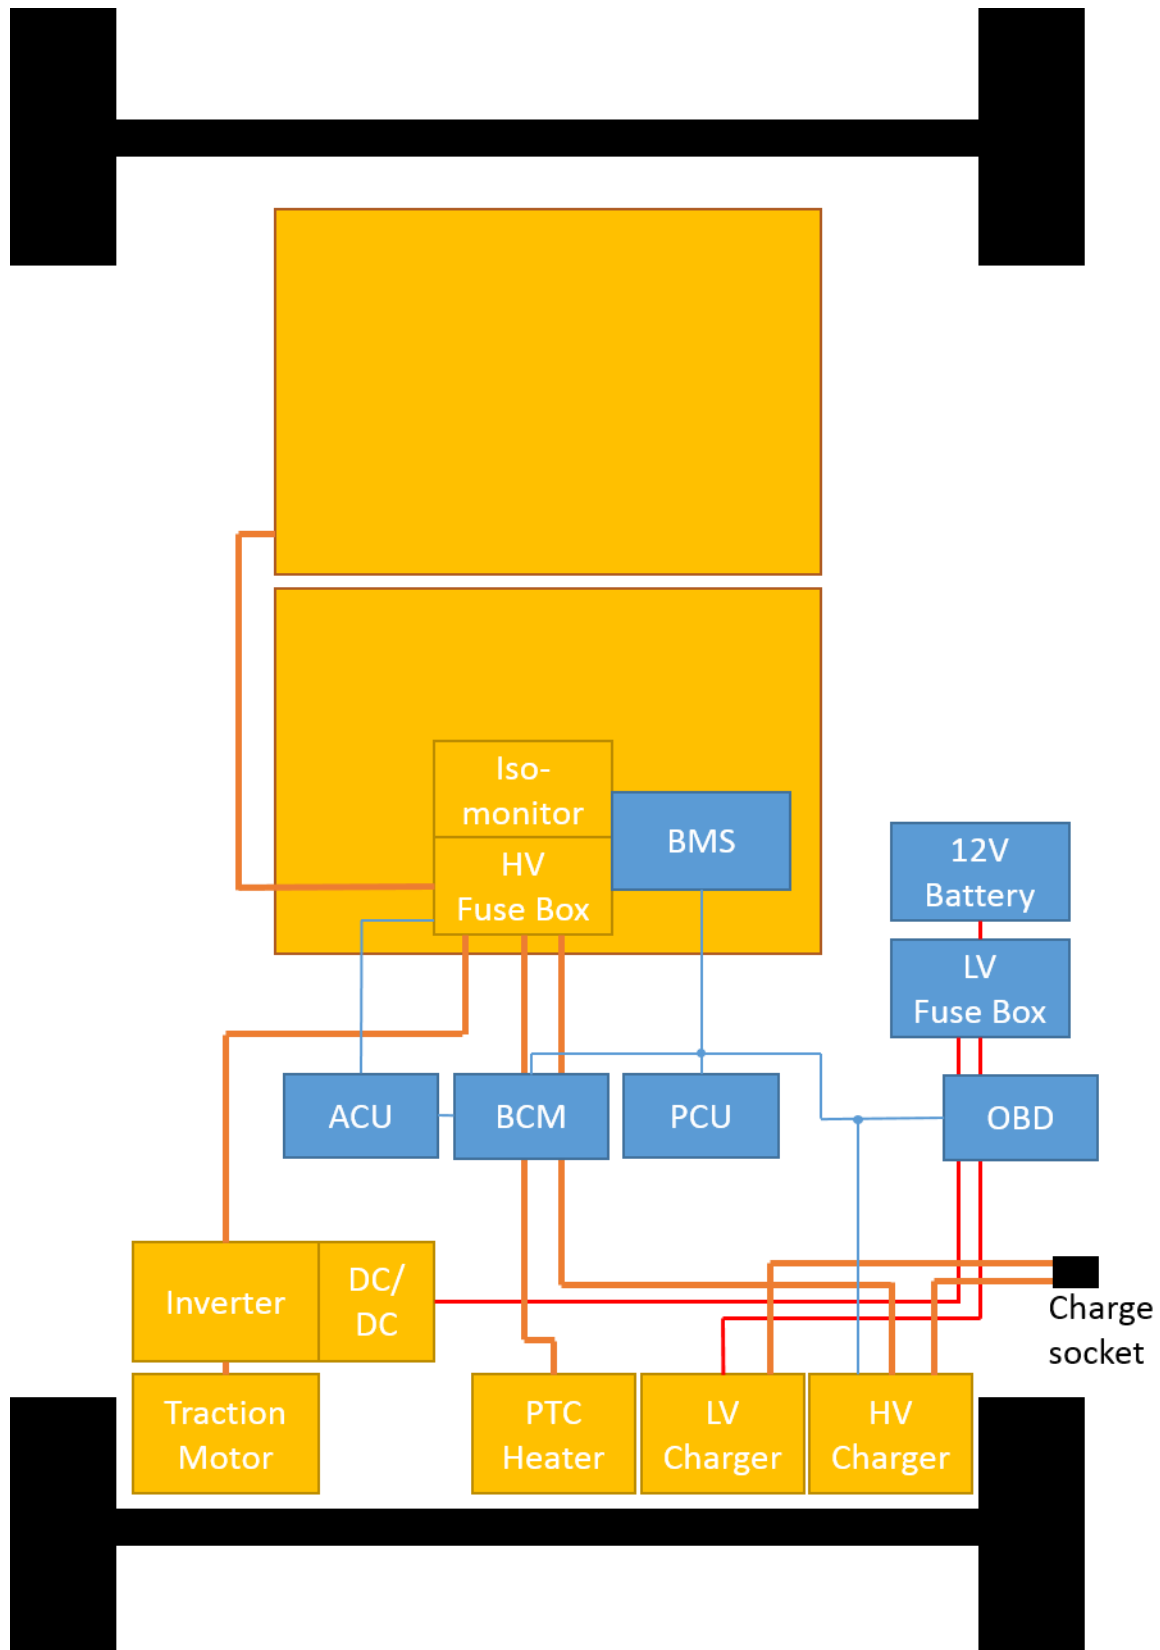 Iso-
monitor
HV
Fuse Box
BMS
12V
Battery
LV
Fuse Box
ACU
BCM
PCU
OBD
Inverter
DC/
DC
Charge
socket
Traction
Motor
PTC
Heater
LV
Charger
HV
Charger